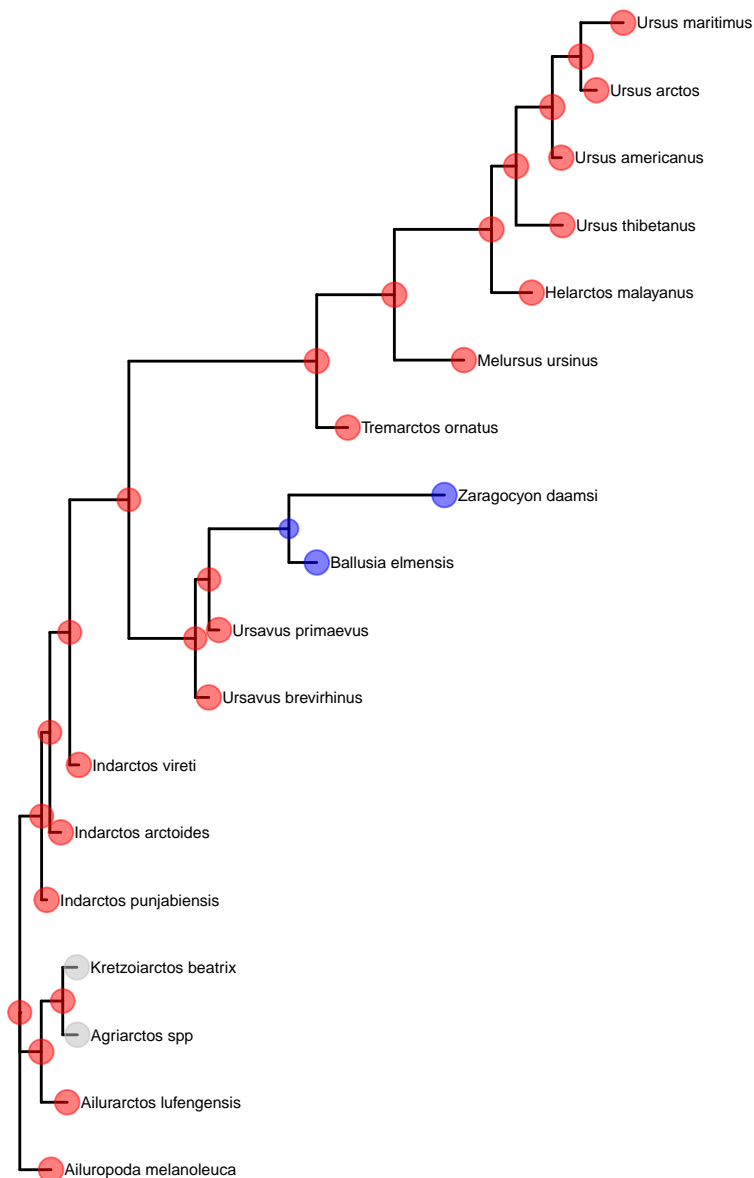 Ursus maritimus
Ursus arctos
Ursus americanus
Ursus thibetanus
Helarctos malayanus
Melursus ursinus
Tremarctos ornatus
Zaragocyon daamsi
Ballusia elmensis
Ursavus primaevus
Ursavus brevirhinus
Indarctos vireti
Indarctos arctoides
Indarctos punjabiensis
Kretzoiarctos beatrix
Agriarctos spp
Ailurarctos lufengensis
Ailuropoda melanoleuca